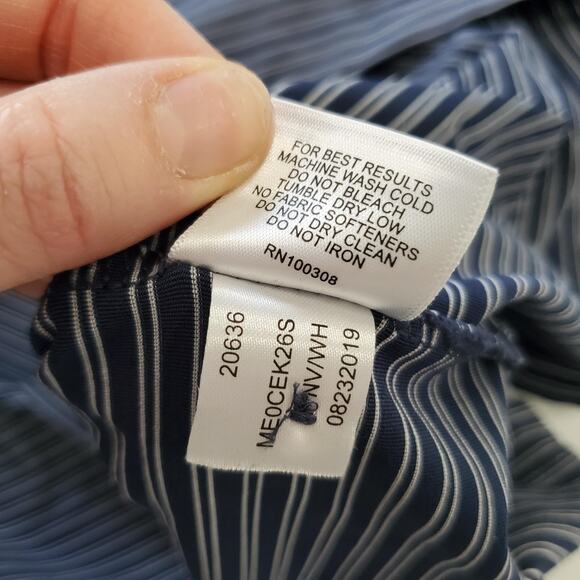 FOR BEST RESULTS
MACHINE WASH COLD
DO NOT BLEACH
TUMBLE DRY LOW
NO FABRIC SOFTENERS
DO NOT DRY CLEAN
DO NOT IRON
RN100308
20636
ME0CEK26S
NV/WH
08232019